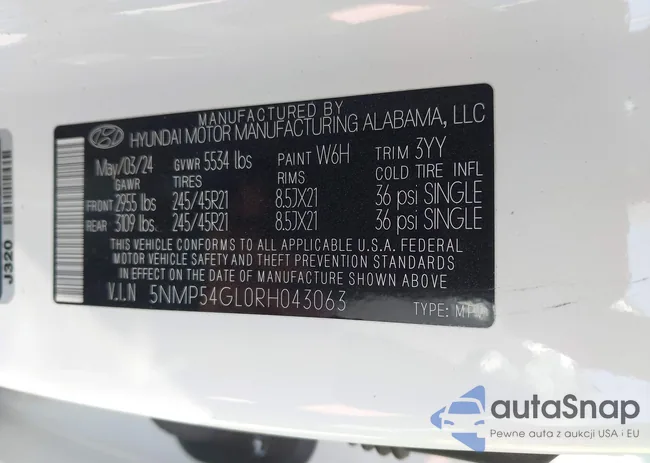 MANUFACTURED BY
HYUNDAI MOTOR MANUFACTURING ALABAMA, LLC
May/03/24 GVWR 5534 lbs PAINT W6H TRIM 3YY
GAWR TIRES RIMS COLD TIRE INFL
FRONT 2955 lbs 245/45R21 8.5JX21 36 psi SINGLE
REAR 3109 lbs 245/45R21 8.5JX21 36 psi SINGLE
THIS VEHICLE CONFORMS TO ALL APPLICABLE U.S.A. FEDERAL
MOTOR VEHICLE SAFETY AND THEFT PREVENTION STANDARDS
IN EFFECT ON THE DATE OF MANUFACTURE SHOWN ABOVE
V.I.N 5NMP54GL0RH043063
TYPE: MPV
J320
autaSnap
Pewne auta z aukcji USA i EU